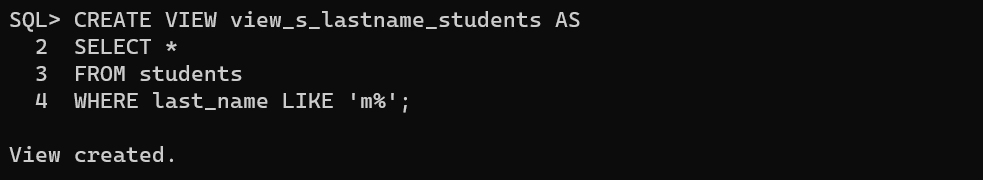 SQL> CREATE VIEW view_s_lastname_students AS
  2  SELECT *
  3  FROM students
  4  WHERE last_name LIKE 'm%';
View created.